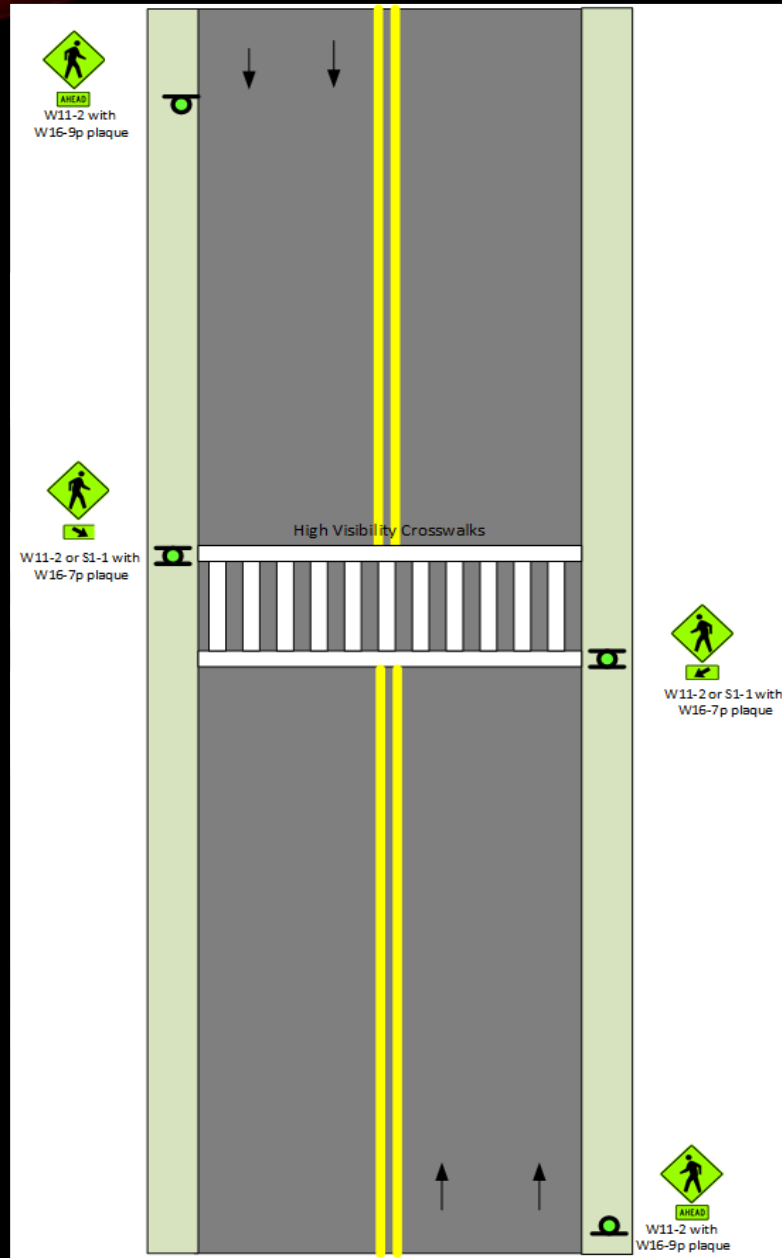 AHEAD
W11-2 with
W16-9p plaque
High Visibility Crosswalks
W11-2 or S1-1 with
W16-7p plaque
W11-2 or S1-1 with
W16-7p plaque
AHEAD
W11-2 with
W16-9p plaque